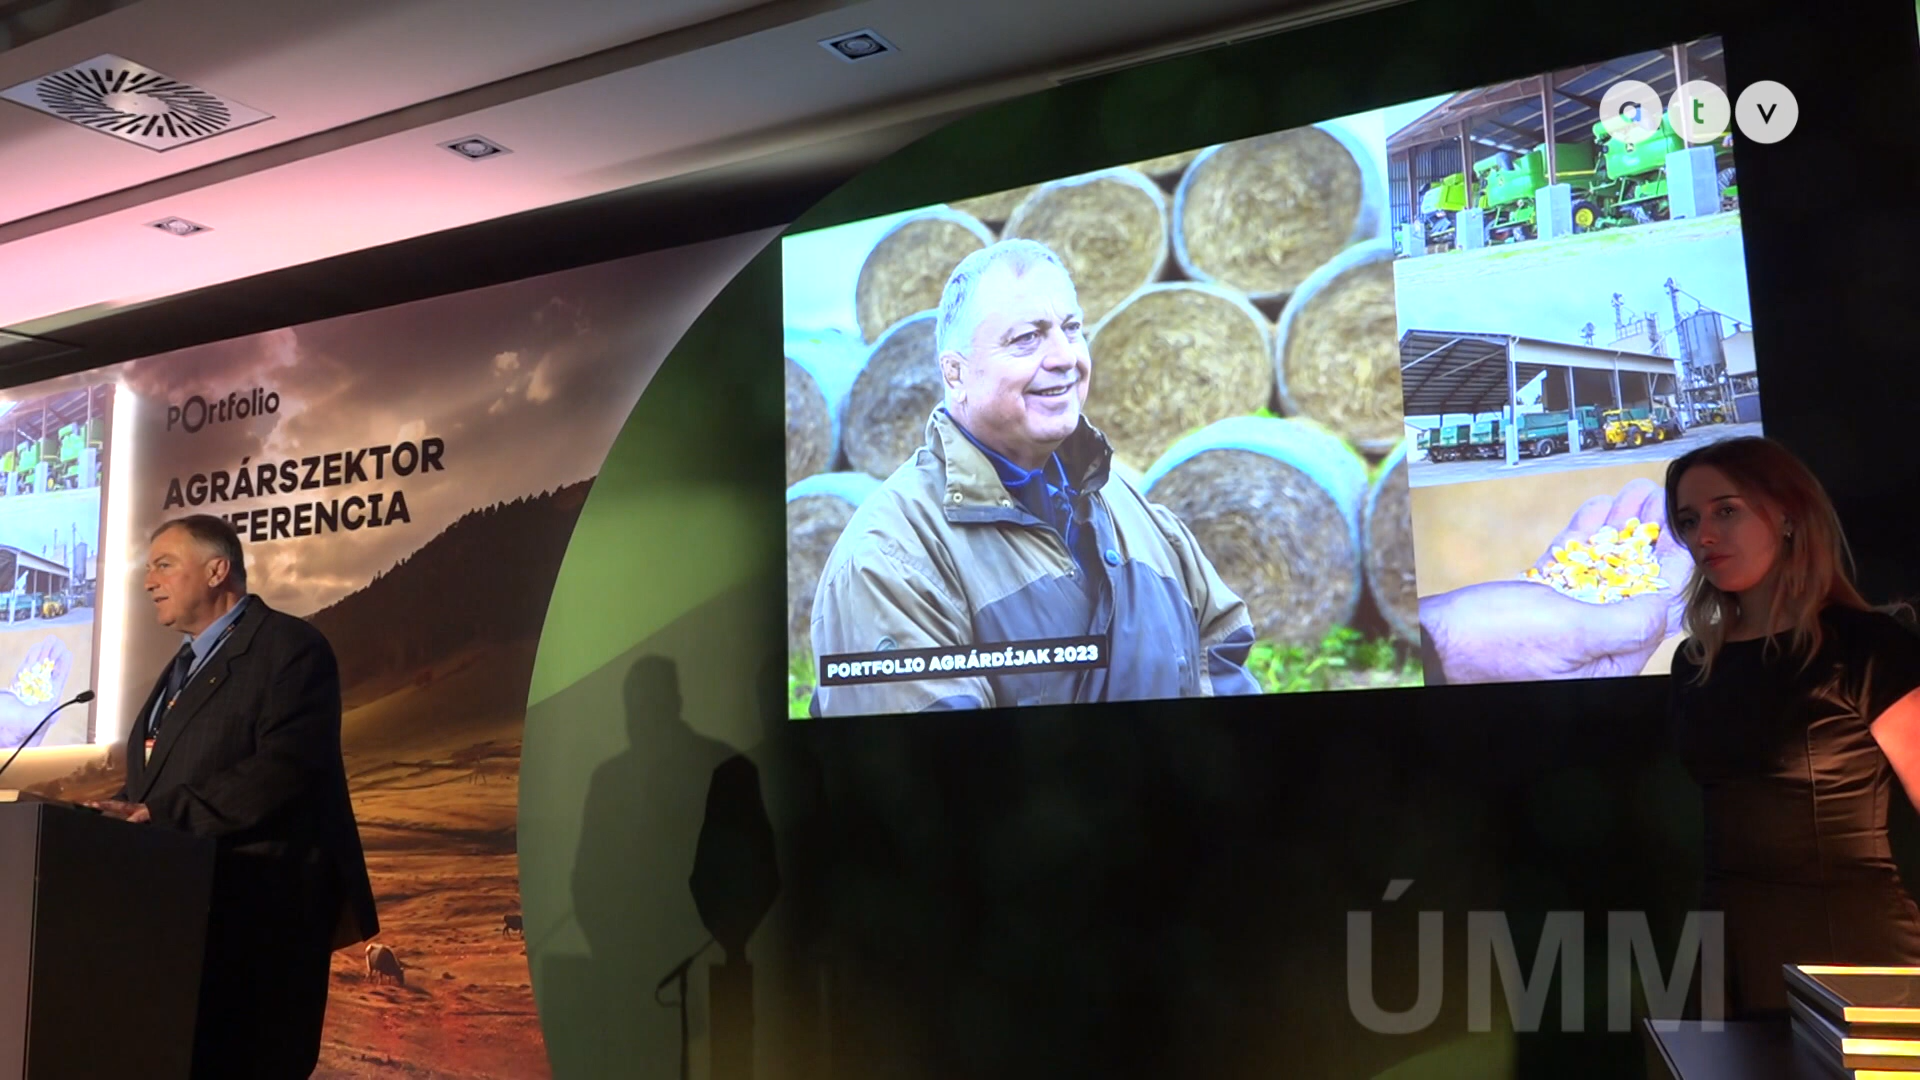 atv
POrtfolio
AGRÁRSZEKTOR
FERENCIA
PORTFOLIO AGRÁRDÍJAK 2023
ÚMM